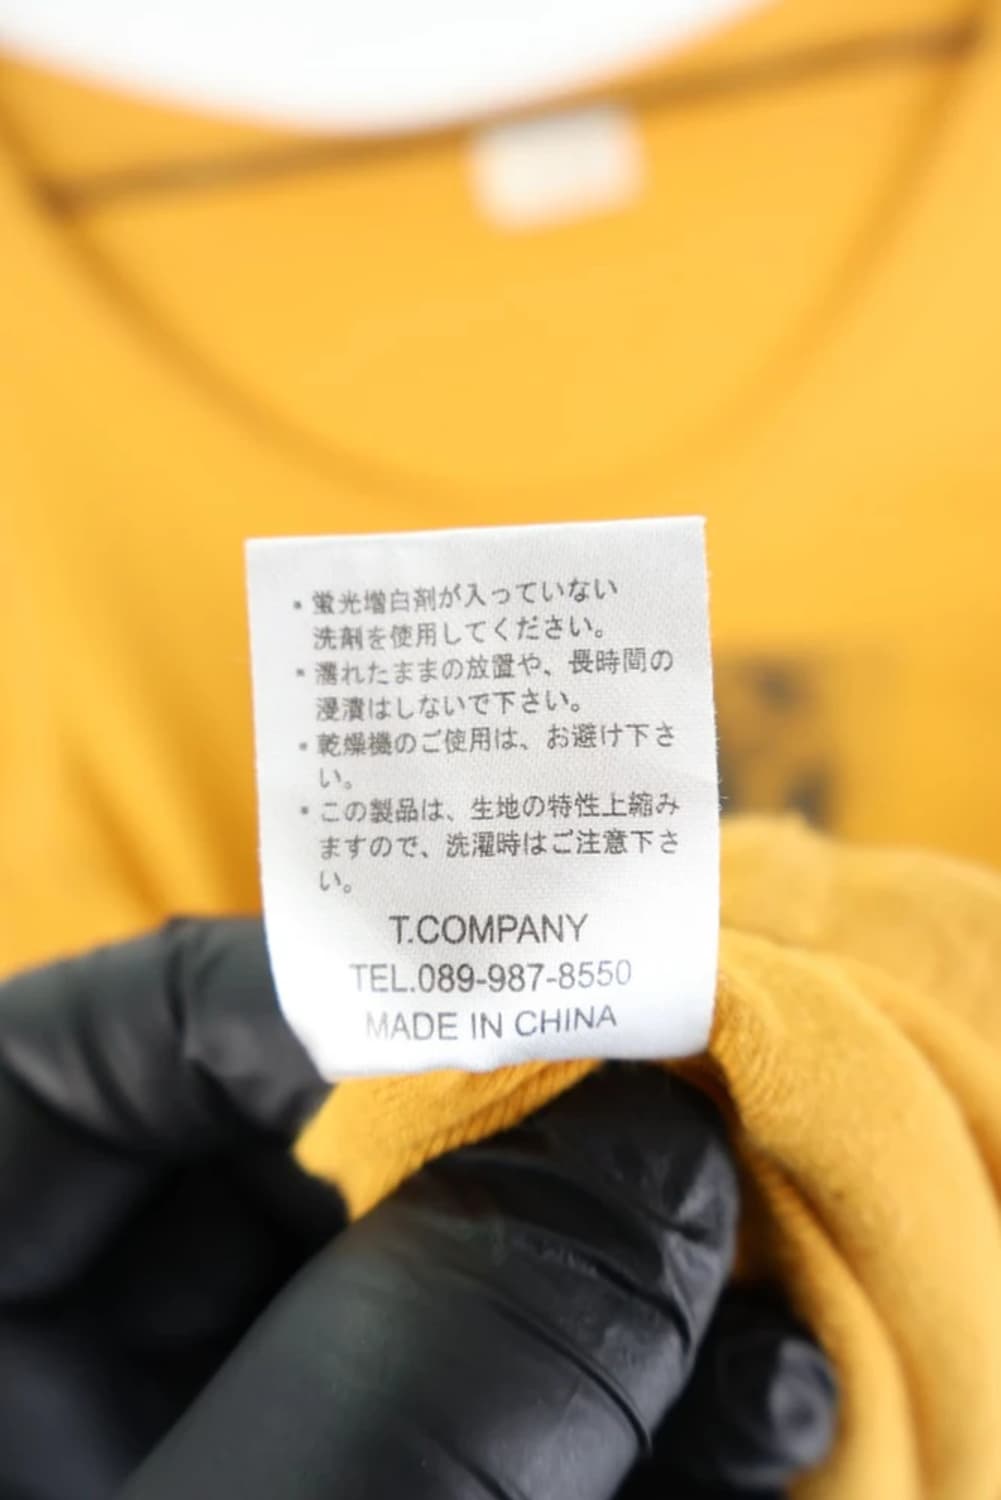 ・蛍光増白剤が入っていない
洗剤を使用してください。
・濡れたままの放置や、長時間の
浸漬はしないで下さい。
・乾燥機のご使用は、お避け下さ
い。
・この製品は、生地の特性上縮み
ますので、洗濯時はご注意下さ
い。
T.COMPANY
TEL.089-987-8550
MADE IN CHINA